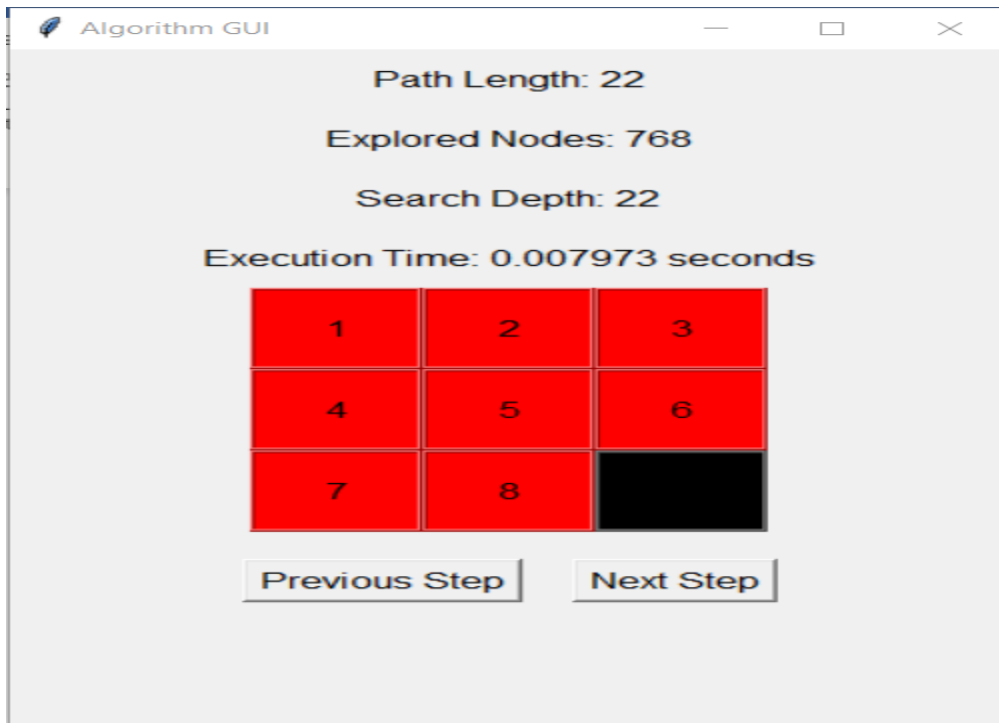 Algorithm GUI
Path Length: 22
Explored Nodes: 768
Search Depth: 22
Execution Time: 0.007973 seconds
1 2 3
4 5 6
7 8
Previous Step Next Step